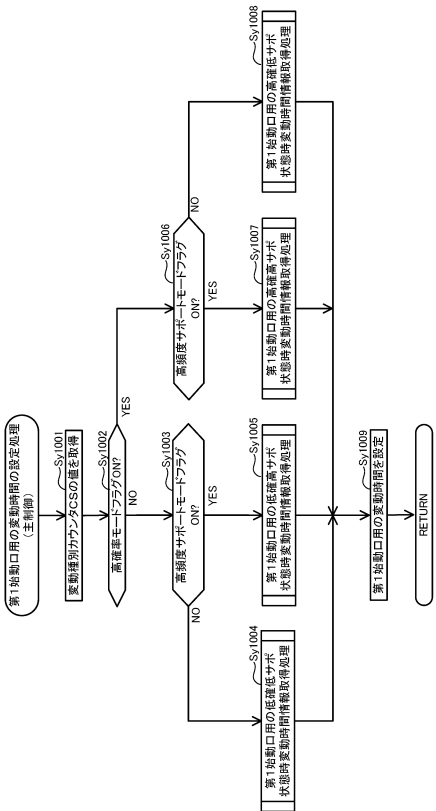 第1始動口用の変動時間の設定処理
(主制御)
Sy1001
変動種別カウンタCSの値を取得
Sy1002
高確率モードフラグON?
YES
NO
Sy1003
高頻度サポートモードフラグ
ON?
NO
YES
Sy1006
高頻度サポートモードフラグ
ON?
NO
YES
Sy1004
第1始動口用の低確低サポ
状態時変動時間情報取得処理
Sy1005
第1始動口用の低確高サポ
状態時変動時間情報取得処理
Sy1007
第1始動口用の高確高サポ
状態時変動時間情報取得処理
Sy1008
第1始動口用の高確低サポ
状態時変動時間情報取得処理
Sy1009
第1始動口用の変動時間を設定
RETURN